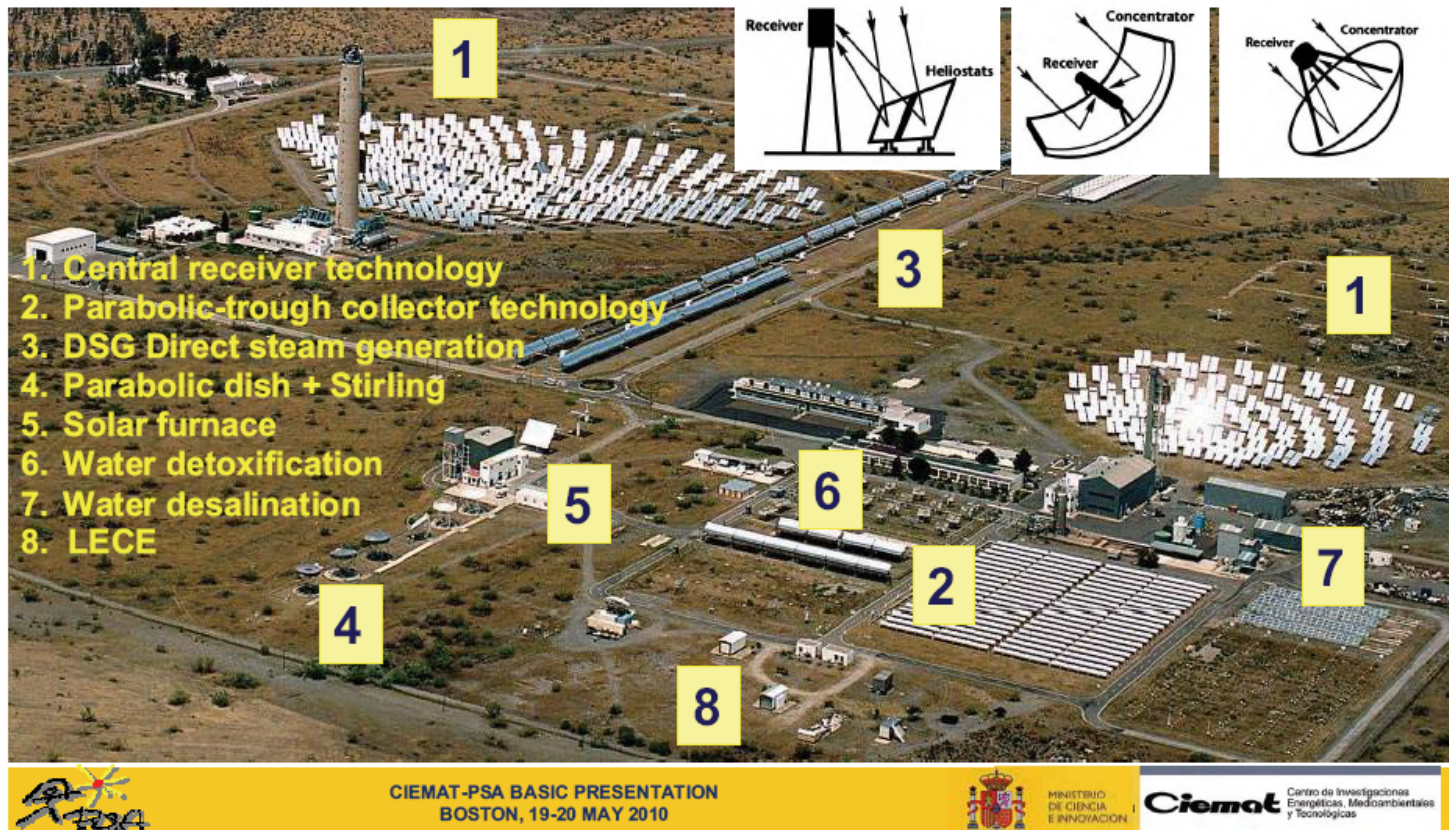 1
Receiver
Heliostats
Concentrator
Receiver
Receiver
Concentrator
3
1
1. Central receiver technology
2. Parabolic-trough collector technology
3. DSG Direct steam generation
4. Parabolic dish + Stirling
5. Solar furnace
6. Water detoxification
7. Water desalination
8. LECE
5
6
2
7
4
8
CIEMAT-PSA BASIC PRESENTATION
BOSTON, 19-20 MAY 2010
MINISTERIO
DE CIENCIA
E INNOVACION
Ciemat
Centro de Investigaciones
Energéticas, Medioambientales
y Tecnológicas